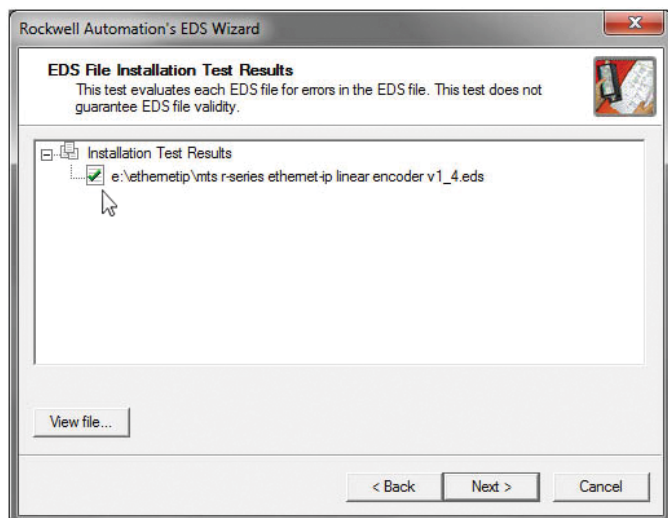 Rockwell Automation's EDS Wizard
EDS File Installation Test Results
This test evaluates each EDS file for errors in the EDS file. This test does not
guarantee EDS file validity.
Installation Test Results
e:\ethernetip\mts r-series ethernet-ip linear encoder v1_4.eds
View file...
< Back
Next >
Cancel